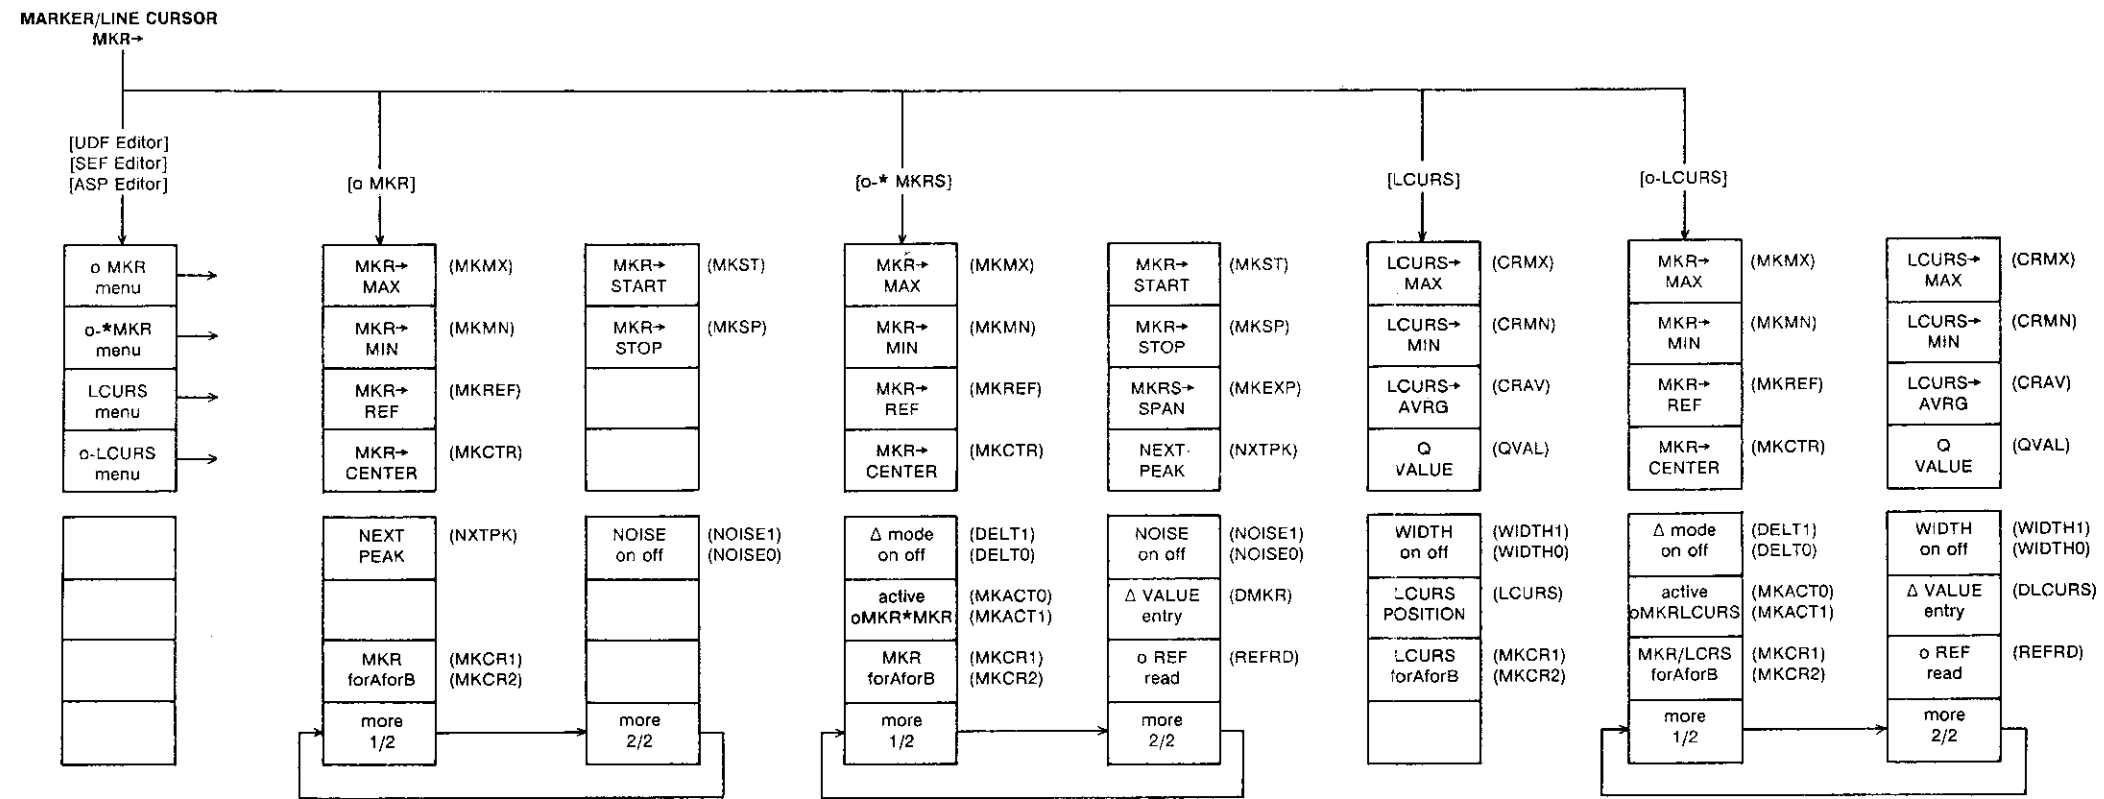 MARKER/LINE CURSOR
MKR→
[UDF Editor]
[SEF Editor]
[ASP Editor]
o MKR
menu
o-*MKR
menu
LCURS
menu
o-LCURS
menu
[o MKR]
MKR→
MAX
(MKMX)
MKR→
MIN
(MKMN)
MKR→
REF
(MKREF)
MKR→
CENTER
(MKCTR)
NEXT
PEAK
(NXTPK)
MKR
forAforB
(MKCR1)
(MKCR2)
more
1/2
MKR→
START
(MKST)
MKR→
STOP
(MKSP)
NOISE
on off
(NOISE1)
(NOISE0)
more
2/2
[o-* MKRS]
MKR→
MAX
(MKMX)
MKR→
MIN
(MKMN)
MKR→
REF
(MKREF)
MKR→
CENTER
(MKCTR)
Δ mode
on off
(DELT1)
(DELT0)
active
oMKR*MKR
(MKACT0)
(MKACT1)
MKR
forAforB
(MKCR1)
(MKCR2)
more
1/2
MKR→
START
(MKST)
MKR→
STOP
(MKSP)
MKRS→
SPAN
(MKEXP)
NEXT
PEAK
(NXTPK)
NOISE
on off
(NOISE1)
(NOISE0)
Δ VALUE
entry
(DMKR)
o REF
read
(REFRD)
more
2/2
[LCURS]
LCURS→
MAX
(CRMX)
LCURS→
MIN
(CRMN)
LCURS→
AVRG
(CRAV)
Q
VALUE
(QVAL)
WIDTH
on off
(WIDTH1)
(WIDTH0)
LCURS
POSITION
(LCURS)
LCURS
forAforB
(MKCR1)
(MKCR2)
[o-LCURS]
MKR→
MAX
(MKMX)
MKR→
MIN
(MKMN)
MKR→
REF
(MKREF)
MKR→
CENTER
(MKCTR)
Δ mode
on off
(DELT1)
(DELT0)
active
oMKRLCURS
(MKACT0)
(MKACT1)
MKR/LCRS
forAforB
(MKCR1)
(MKCR2)
more
1/2
LCURS→
MAX
(CRMX)
LCURS→
MIN
(CRMN)
LCURS→
AVRG
(CRAV)
Q
VALUE
(QVAL)
WIDTH
on off
(WIDTH1)
(WIDTH0)
Δ VALUE
entry
(DLCURS)
o REF
read
(REFRD)
more
2/2